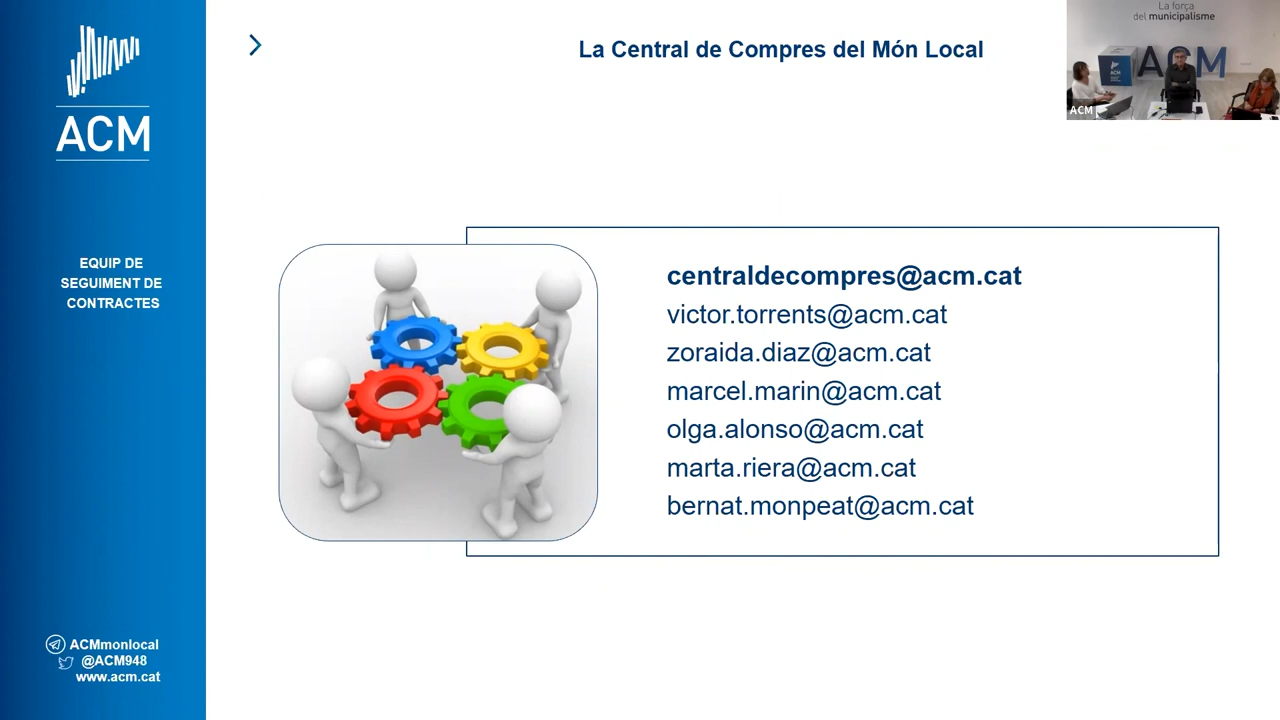 ACM
EQUIP DE
SEGUIMENT DE
CONTRACTES
ACMmonlocal
@ACM948
www.acm.cat
La Central de Compres del Món Local
centraldecompres@acm.cat
victor.torrents@acm.cat
zoraida.diaz@acm.cat
marcel.marin@acm.cat
olga.alonso@acm.cat
marta.riera@acm.cat
bernat.monpeat@acm.cat
La força
del municipalisme
ACM
ACM
ACM